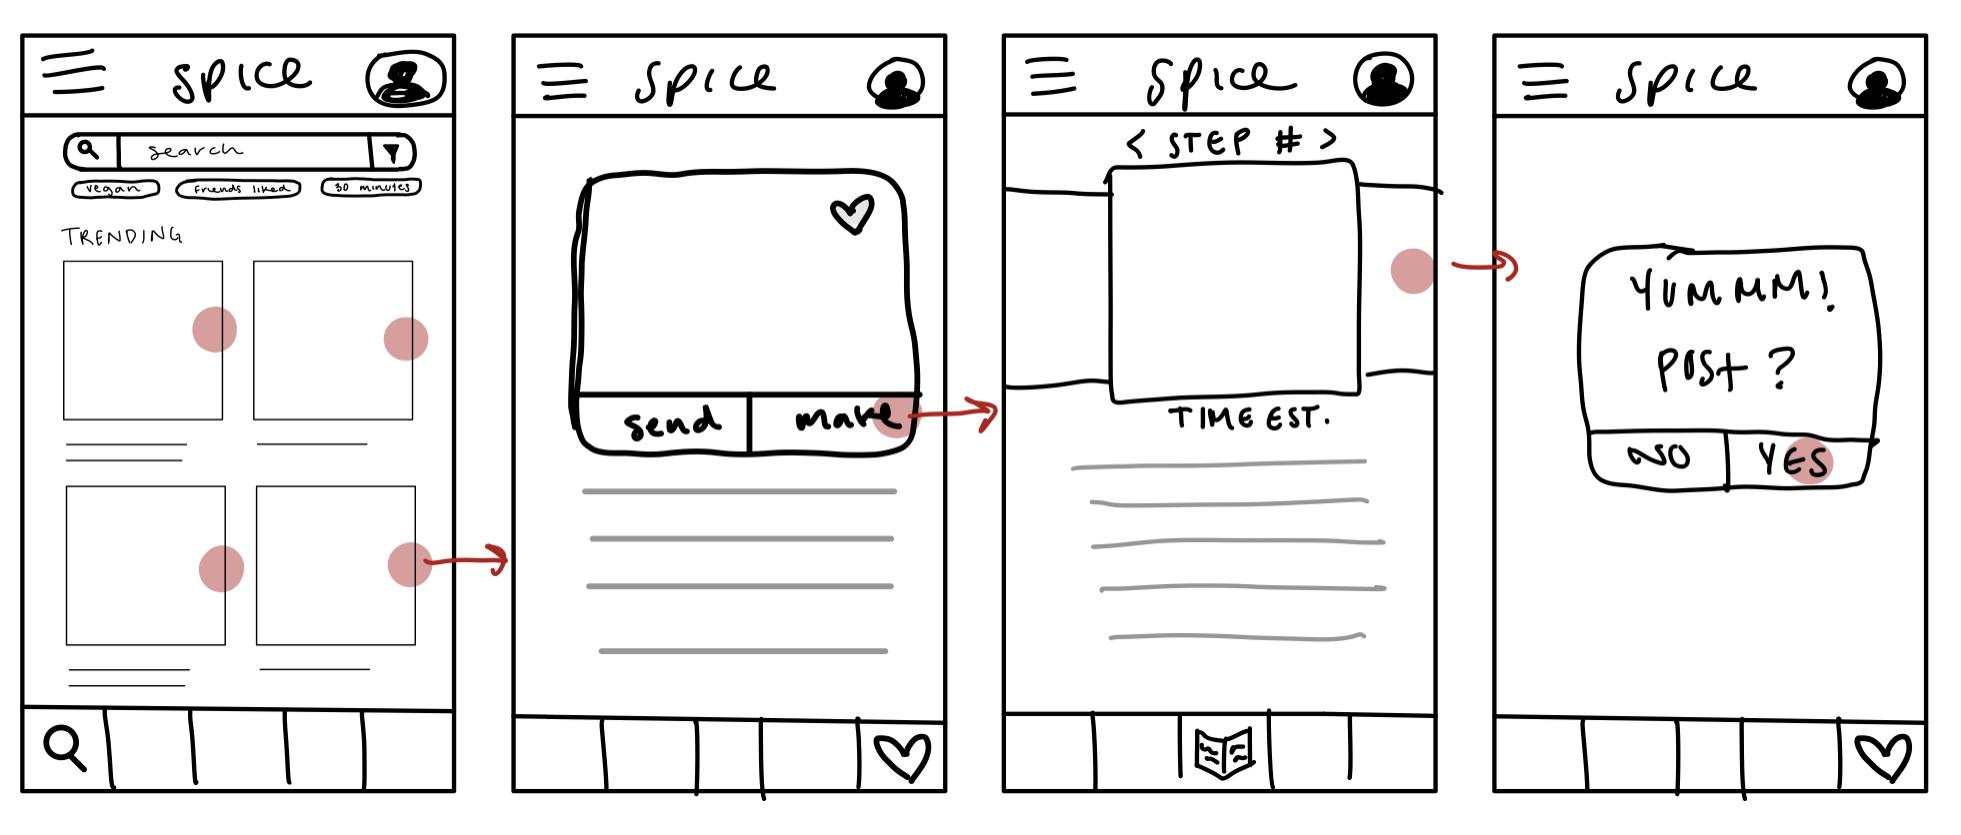 spice
search
vegan
friends liked
30 minutes
TRENDING
spice
send
make
spice
< STEP # >
TIME EST.
spice
YUMMMM!
POST?
NO
YES